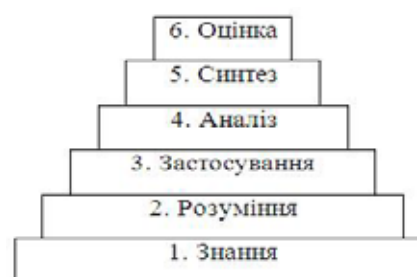 6. Оцінка
5. Синтез
4. Аналіз
3. Застосування
2. Розуміння
1. Знання